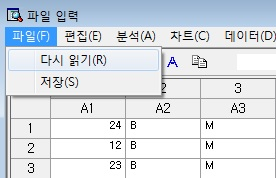 파일 입력
파일(F) 편집(E) 분석(A) 차트(C) 데이터(D)
다시 읽기(R)
저장(S)
A
2 3
A1 A2 A3
1 24 B M
2 12 B M
3 23 B M